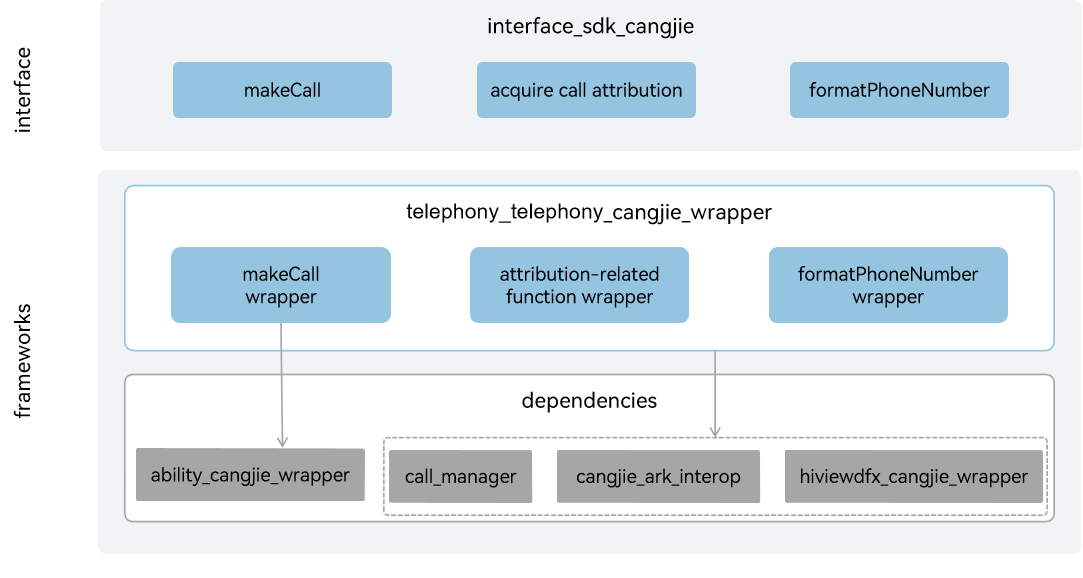 interface
interface_sdk_cangjie
makeCall
acquire call attribution
formatPhoneNumber
frameworks
telephony_telephony_cangjie_wrapper
makeCall
wrapper
attribution-related
function wrapper
formatPhoneNumber
wrapper
dependencies
ability_cangjie_wrapper
call_manager
cangjie_ark_interop
hiviewdfx_cangjie_wrapper